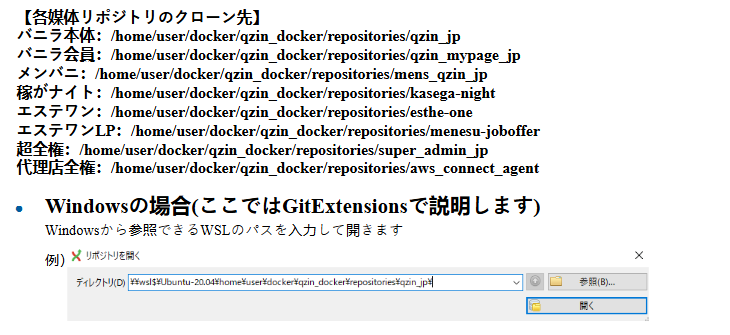 【各媒体リポジトリのクローン先】
バニラ本体：/home/user/docker/qzin_docker/repositories/qzin_jp
バニラ会員：/home/user/docker/qzin_docker/repositories/qzin_mypage_jp
メンバニ：/home/user/docker/qzin_docker/repositories/mens_qzin_jp
稼がナイト：/home/user/docker/qzin_docker/repositories/kasega-night
エステワン：/home/user/docker/qzin_docker/repositories/esthe-one
エステワンLP：/home/user/docker/qzin_docker/repositories/menesu-joboffer
超全権：/home/user/docker/qzin_docker/repositories/super_admin_jp
代理店全権：/home/user/docker/qzin_docker/repositories/aws_connect_agent
• Windowsの場合(ここではGitExtensionsで説明します)
Windowsから参照できるWSLのパスを入力して開きます
例) リポジトリを開く
ディレクトリ(D) ¥¥wsl$¥Ubuntu-20.04¥home¥user¥docker¥qzin_docker¥repositories¥qzin_jp¥ 参照(B)...
開く